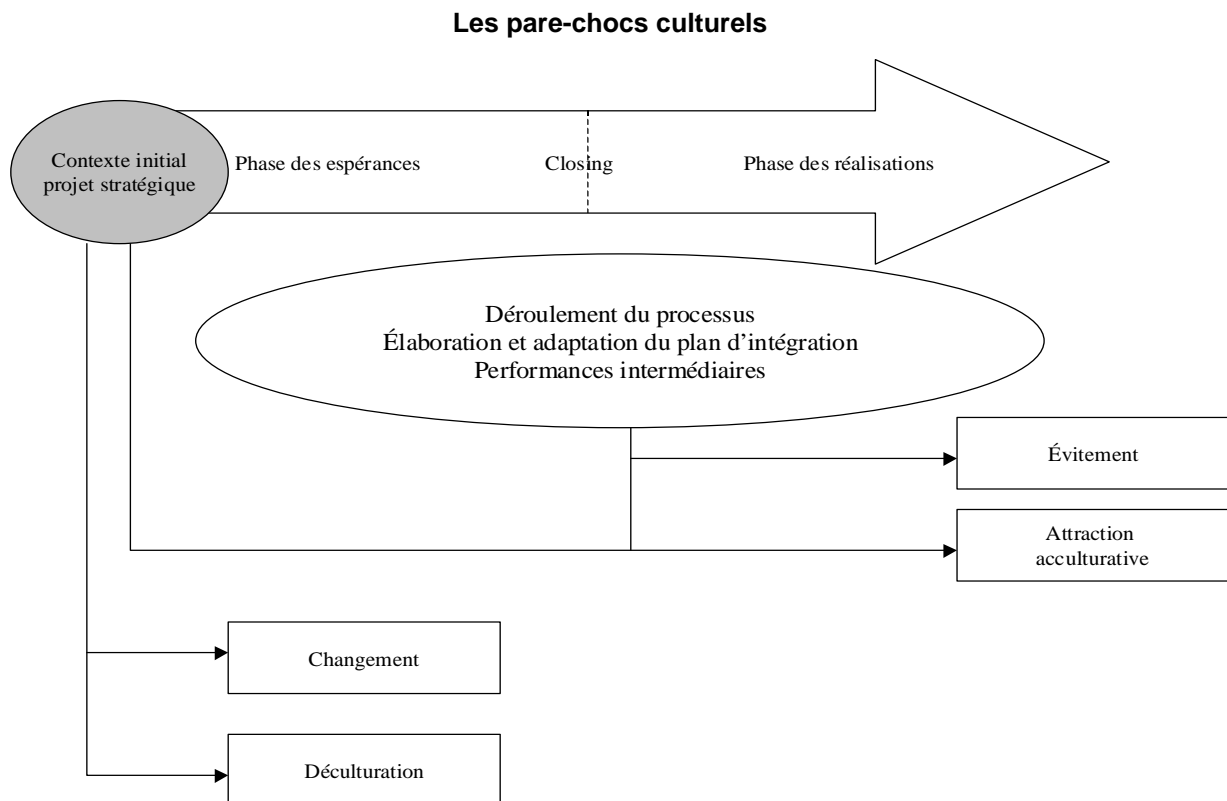 Les pare-chocs culturels
Contexte initial
projet stratégique
Phase des espérances
Closing
Phase des réalisations
Déroulement du processus
Élaboration et adaptation du plan d’intégration
Performances intermédiaires
Évitement
Attraction
acculturative
Changement
Déculturation